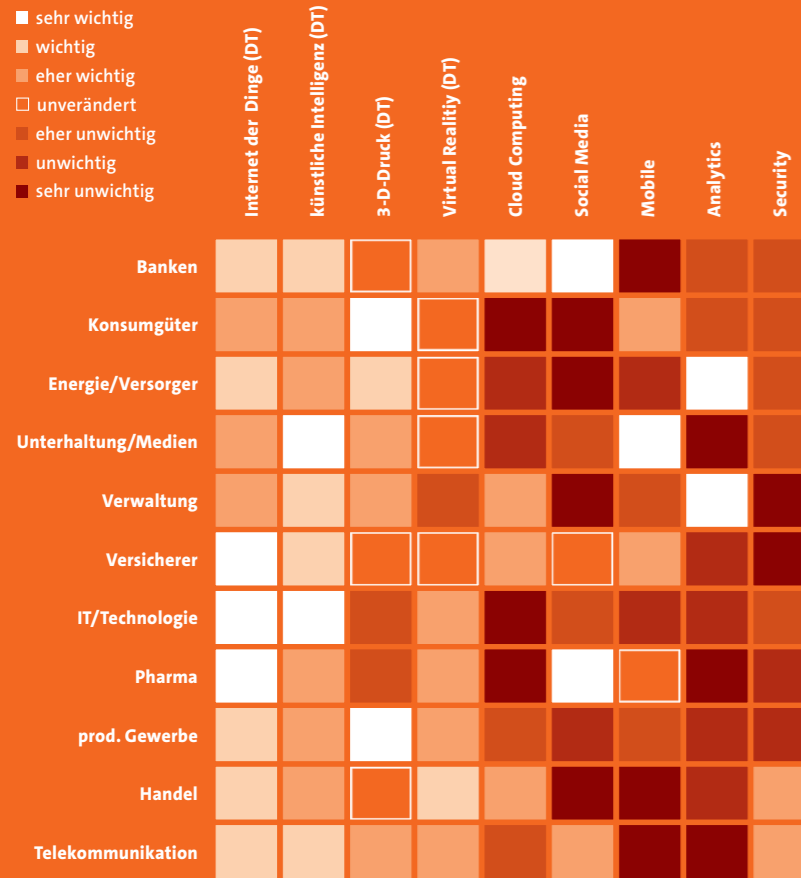 sehr wichtig
wichtig
eher wichtig
unverändert
eher unwichtig
unwichtig
sehr unwichtig
Internet der Dinge (DT)
künstliche Intelligenz (DT)
3-D-Druck (DT)
Virtual Realitiy (DT)
Cloud Computing
Social Media
Mobile
Analytics
Security
Banken
Konsumgüter
Energie/Versorger
Unterhaltung/Medien
Verwaltung
Versicherer
IT/Technologie
Pharma
prod. Gewerbe
Handel
Telekommunikation